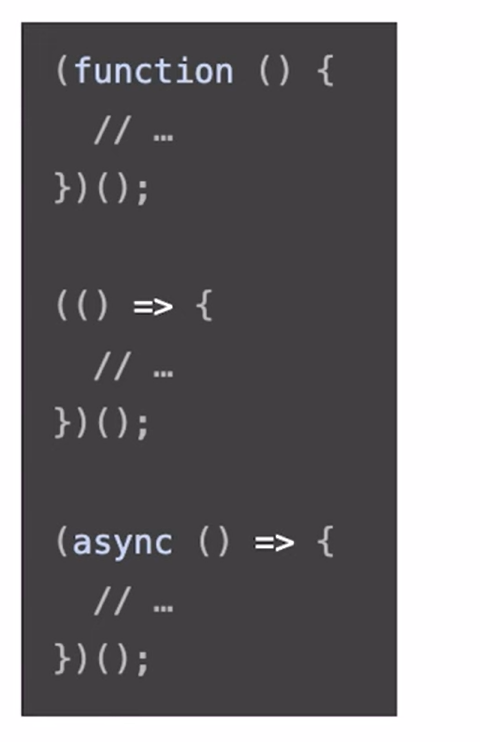 (function () {
  // …
})();

(() => {
  // …
})();

(async () => {
  // …
})();